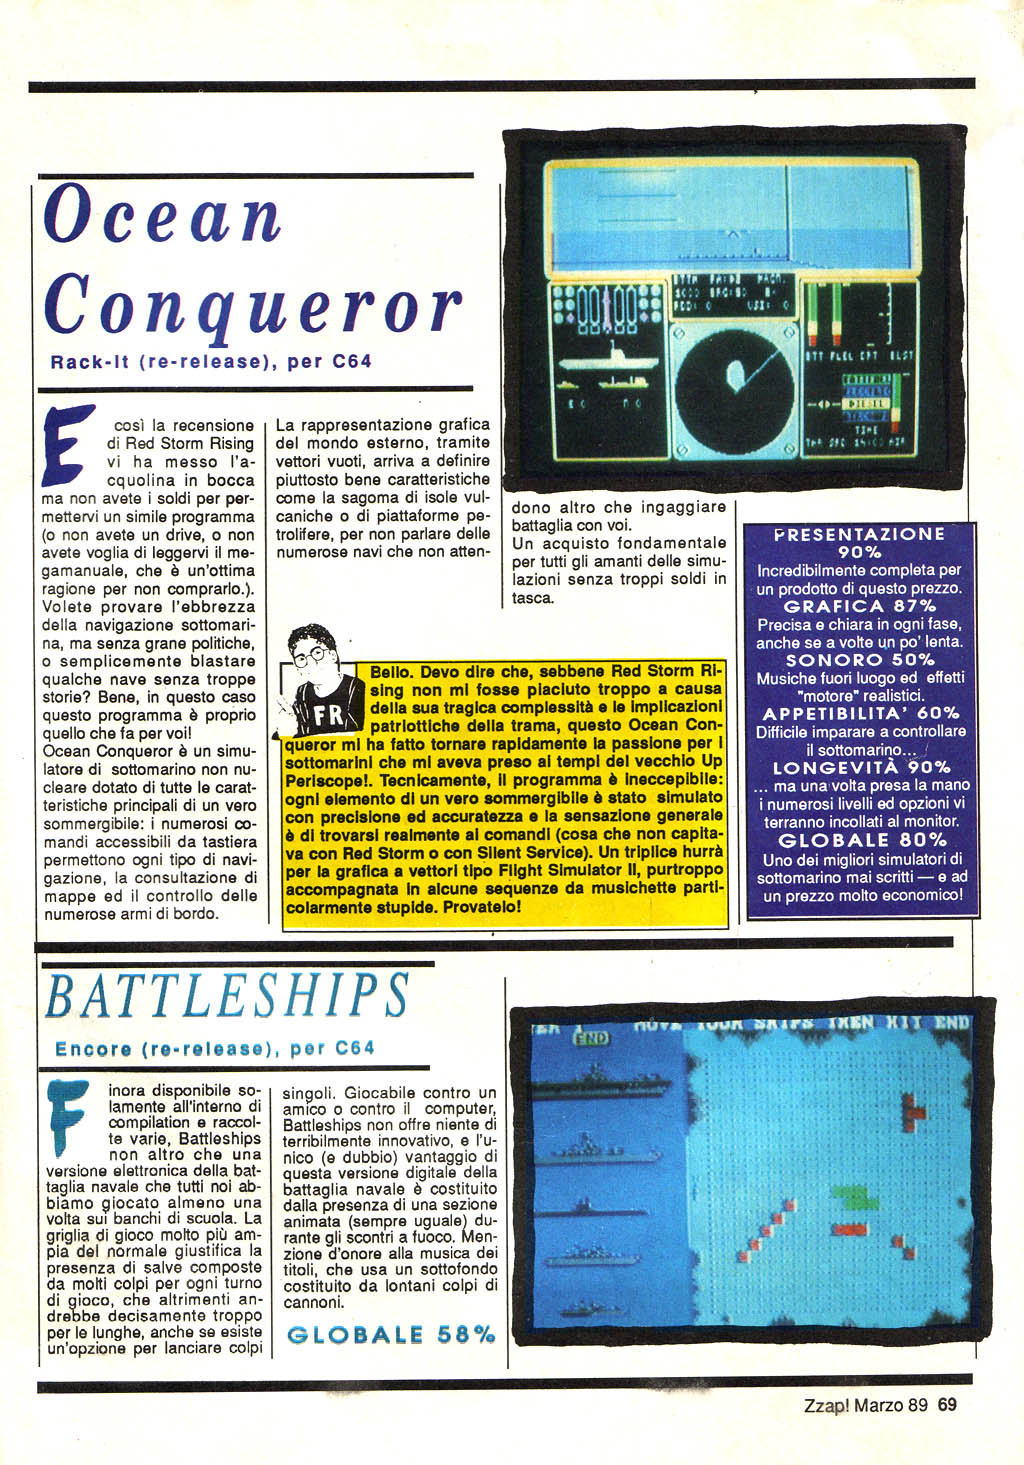 Ocean
Conqueror
Rack-It (re-release), per C64
E così la recensione
di Red Storm Rising
vi ha messo l'a-
cquolina in bocca
ma non avete i soldi per per-
mettervi un simile programma
(o non avete un drive, o non
avete voglia di leggervi il me-
gamanuale, che è un'ottima
ragione per non comprarlo.).
Volete provare l'ebbrezza
della navigazione sottomari-
na, ma senza grane politiche,
o semplicemente blastare
qualche nave senza troppe
storie? Bene, in questo caso
questo programma è proprio
quello che fa per voi!
Ocean Conqueror è un simu-
latore di sottomarino non nu-
cleare dotato di tutte le carat-
teristiche principali di un vero
sommergibile: i numerosi co-
mandi accessibili da tastiera
permettono ogni tipo di navi-
gazione, la consultazione di
mappe ed il controllo delle
numerose armi di bordo.
La rappresentazione grafica
del mondo esterno, tramite
vettori vuoti, arriva a definire
piuttosto bene caratteristiche
come la sagoma di isole vul-
caniche o di piattaforme pe-
trolifere, per non parlare delle
numerose navi che non atten-
dono altro che ingaggiare
battaglia con voi.
Un acquisto fondamentale
per tutti gli amanti delle simu-
lazioni senza troppi soldi in
tasca.
FR
Bello. Devo dire che, sebbene Red Storm Ri-
sing non mi fosse piaciuto troppo a causa
della sua tragica complessità e le implicazioni
patriottiche della trama, questo Ocean Con-
queror mi ha fatto tornare rapidamente la passione per i
sottomarini che mi aveva preso ai tempi del vecchio Up
Periscope!. Tecnicamente, il programma è ineccepibile:
ogni elemento di un vero sommergibile è stato simulato
con precisione ed accuratezza e la sensazione generale
è di trovarsi realmente ai comandi (cosa che non capita-
va con Red Storm o con Silent Service). Un triplice hurrà
per la grafica a vettori tipo Flight Simulator II, purtroppo
accompagnata in alcune sequenze da musichette parti-
colarmente stupide. Provatelo!
PRESENTAZIONE
90%
Incredibilmente completa per
un prodotto di questo prezzo.
GRAFICA 87%
Precisa e chiara in ogni fase,
anche se a volte un po' lenta.
SONORO 50%
Musiche fuori luogo ed effetti
"motore" realistici.
APPETIBILITA' 60%
Difficile imparare a controllare
il sottomarino...
LONGEVITÀ 90%
... ma una volta presa la mano
i numerosi livelli ed opzioni vi
terranno incollati al monitor.
GLOBALE 80%
Uno dei migliori simulatori di
sottomarino mai scritti — e ad
un prezzo molto economico!
BATTLESHIPS
Encore (re-release), per C64
Finora disponibile so-
lamente all'interno di
compilation e raccol-
te varie, Battleships
non altro che una
versione elettronica della bat-
taglia navale che tutti noi ab-
biamo giocato almeno una
volta sui banchi di scuola. La
griglia di gioco molto più am-
pia del normale giustifica la
presenza di salve composte
da molti colpi per ogni turno
di gioco, che altrimenti an-
drebbe decisamente troppo
per le lunghe, anche se esiste
un'opzione per lanciare colpi
singoli. Giocabile contro un
amico o contro il computer,
Battleships non offre niente di
terribilmente innovativo, e l'u-
nico (e dubbio) vantaggio di
questa versione digitale della
battaglia navale è costituito
dalla presenza di una sezione
animata (sempre uguale) du-
rante gli scontri a fuoco. Men-
zione d'onore alla musica dei
titoli, che usa un sottofondo
costituito da lontani colpi di
cannoni.
GLOBALE 58%
ER 1 MOVE YOUR SHIPS THEN HIT END
END
Zzap! Marzo 89 69